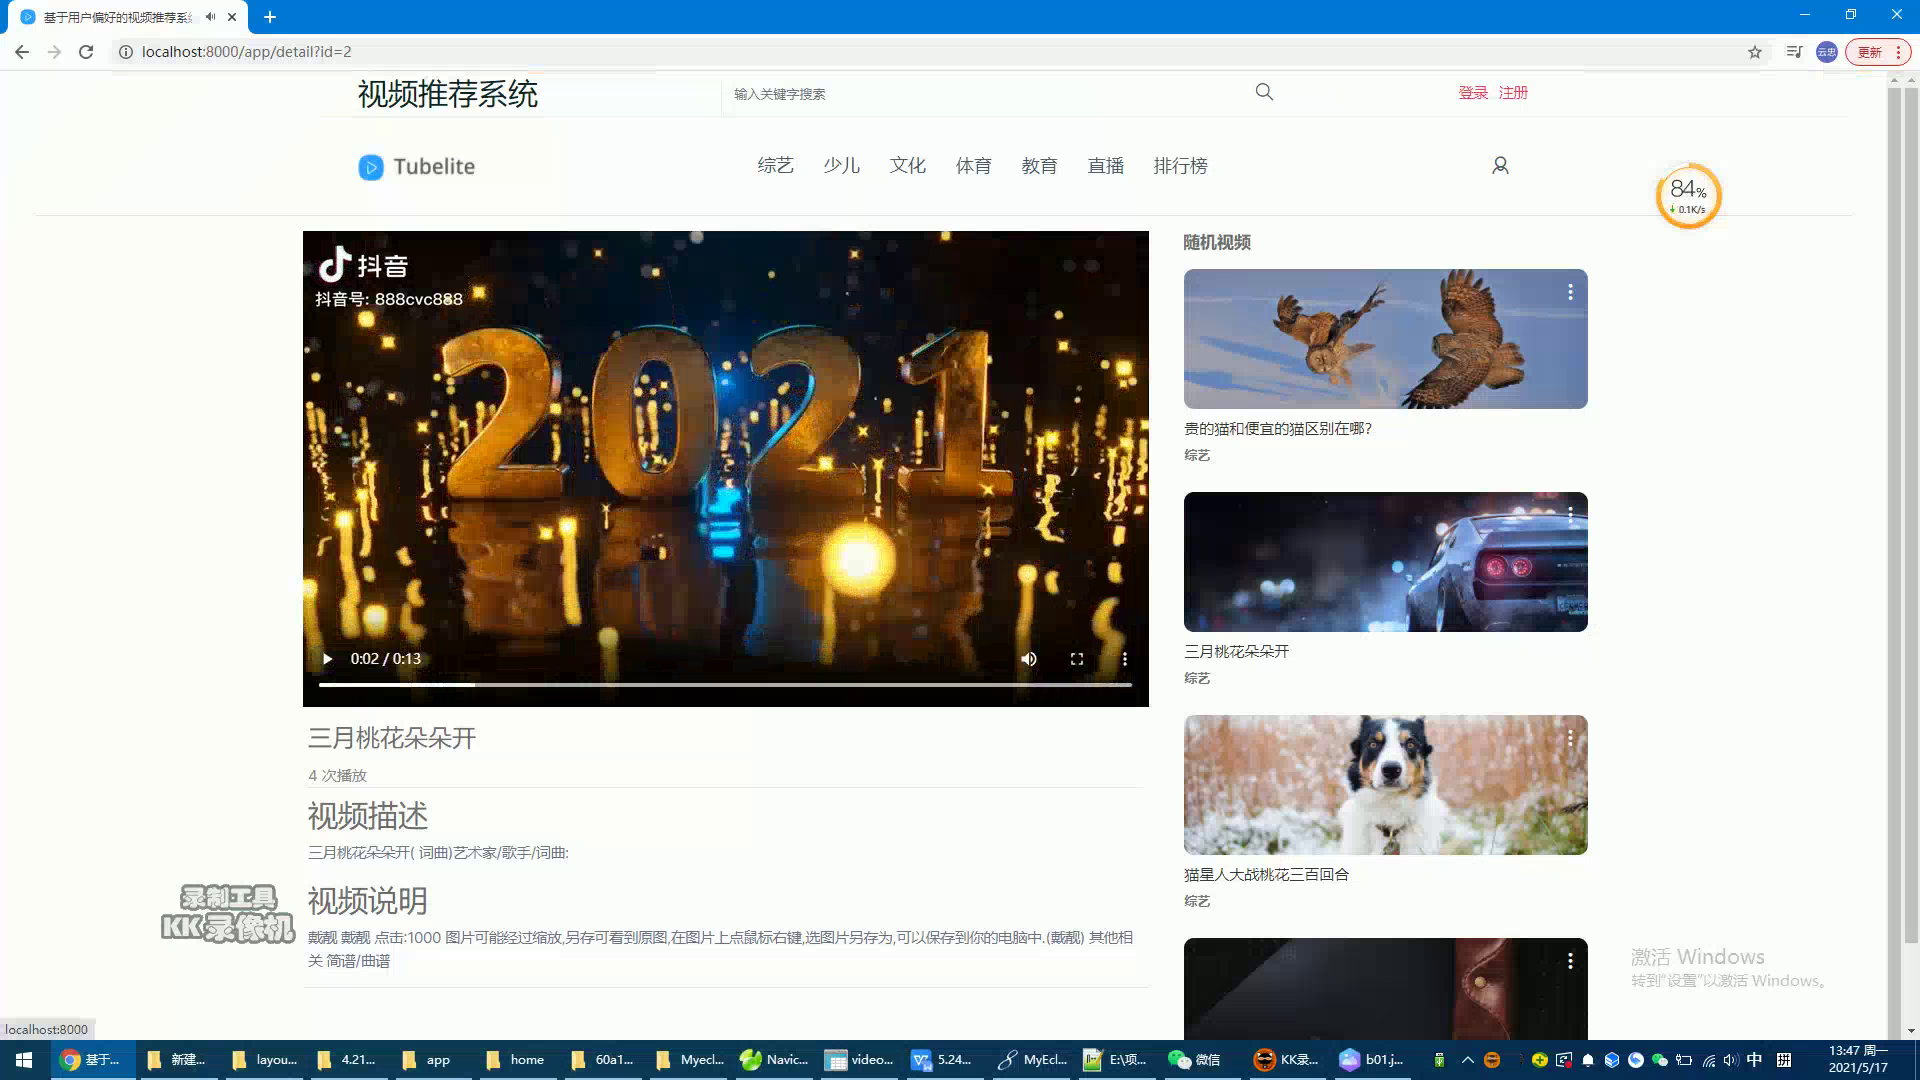 基于用户偏好的视频推荐系
localhost:8000/app/detail?id=2
云忠
更新
视频推荐系统
输入关键字搜索
登录 注册
Tubelite
综艺 少儿 文化 体育 教育 直播 排行榜
84%
0.1K/s
抖音
抖音号: 888cvc888
2021
0:02 / 0:13
随机视频
贵的猫和便宜的猫区别在哪?
综艺
三月桃花朵朵开
综艺
猫星人大战桃花三百回合
综艺
三月桃花朵朵开
4 次播放
视频描述
三月桃花朵朵开( 词曲)艺术家/歌手/词曲:
视频说明
戴靓 戴靓 点击:1000 图片可能经过缩放,另存可看到原图,在图片上点鼠标右键,选图片另存为,可以保存到你的电脑中.(戴靓) 其他相
关 简谱/曲谱
录制工具
KK录像机
激活 Windows
转到"设置"以激活 Windows。
localhost:8000
基于... 新建... layou... 4.21... app home 60a1... Myecl... Navic... video... 5.24... MyEcl... E:\项... 微信 KK录... b01.j... 中 拼
13:47 周一
2021/5/17